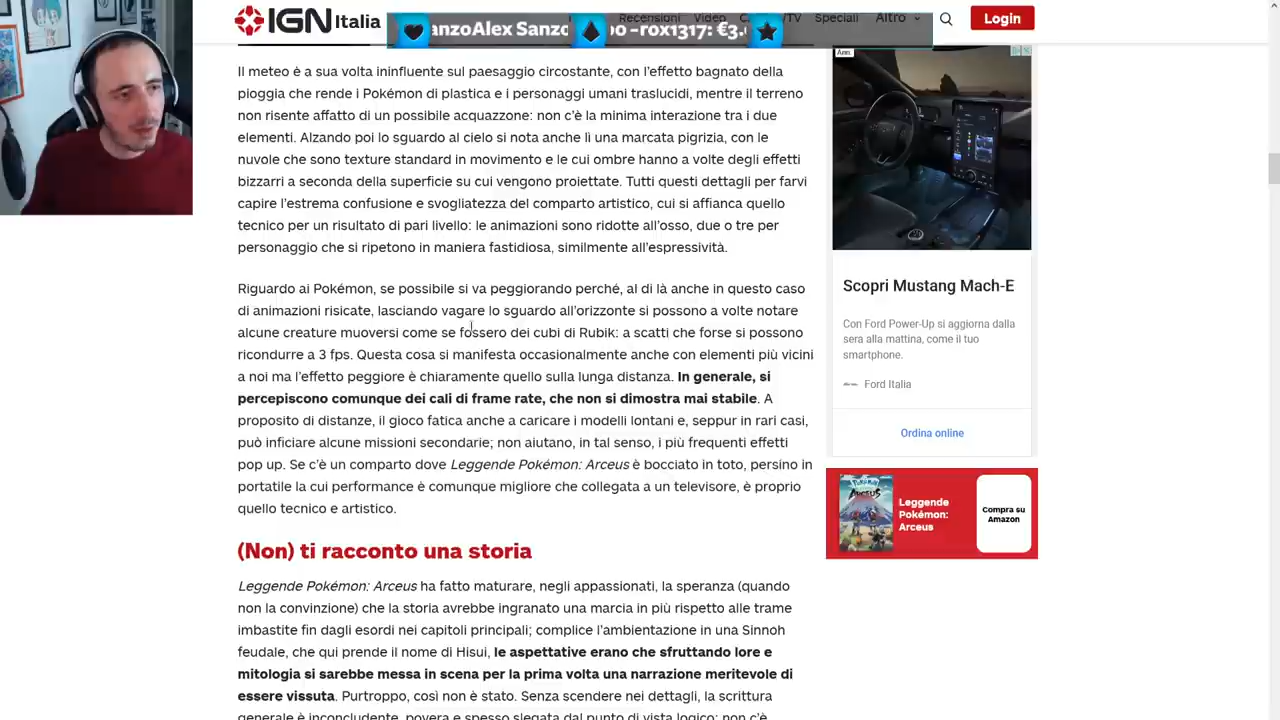 IGN Italia
Recensioni Video
TV Speciali Altro
Login
anzoAlex Sanzo
oo -rox1317: €3.
Il meteo è a sua volta ininfluente sul paesaggio circostante, con l'effetto bagnato della
pioggia che rende i Pokémon di plastica e i personaggi umani traslucidi, mentre il terreno
non risente affatto di un possibile acquazzone: non c'è la minima interazione tra i due
elementi. Alzando poi lo sguardo al cielo si nota anche lì una marcata pigrizia, con le
nuvole che sono texture standard in movimento e le cui ombre hanno a volte degli effetti
bizzarri a seconda della superficie su cui vengono proiettate. Tutti questi dettagli per farvi
capire l'estrema confusione e svogliatezza del comparto artistico, cui si affianca quello
tecnico per un risultato di pari livello: le animazioni sono ridotte all'osso, due o tre per
personaggio che si ripetono in maniera fastidiosa, similmente all'espressività.
Riguardo ai Pokémon, se possibile si va peggiorando perché, al di là anche in questo caso
di animazioni risicate, lasciando vagare lo sguardo all'orizzonte si possono a volte notare
alcune creature muoversi come se fossero dei cubi di Rubik: a scatti che forse si possono
ricondurre a 3 fps. Questa cosa si manifesta occasionalmente anche con elementi più vicini
a noi ma l'effetto peggiore è chiaramente quello sulla lunga distanza. In generale, si
percepiscono comunque dei cali di frame rate, che non si dimostra mai stabile. A
proposito di distanze, il gioco fatica anche a caricare i modelli lontani e, seppur in rari casi,
può inficiare alcune missioni secondarie; non aiutano, in tal senso, i più frequenti effetti
pop up. Se c'è un comparto dove Leggende Pokémon: Arceus è bocciato in toto, persino in
portatile la cui performance è comunque migliore che collegata a un televisore, è proprio
quello tecnico e artistico.
(Non) ti racconto una storia
Leggende Pokémon: Arceus ha fatto maturare, negli appassionati, la speranza (quando
non la convinzione) che la storia avrebbe ingranato una marcia in più rispetto alle trame
imbastite fin dagli esordi nei capitoli principali; complice l'ambientazione in una Sinnoh
feudale, che qui prende il nome di Hisui, le aspettative erano che sfruttando lore e
mitologia si sarebbe messa in scena per la prima volta una narrazione meritevole di
essere vissuta. Purtroppo, così non è stato. Senza scendere nei dettagli, la scrittura
generale è inconcludente, povera e spesso slegata dal punto di vista logico: non c'è
Ann.
Scopri Mustang Mach-E
Con Ford Power-Up si aggiorna dalla
sera alla mattina, come il tuo
smartphone.
Ford Italia
Ordina online
Leggende
Pokémon:
Arceus
Compra su
Amazon